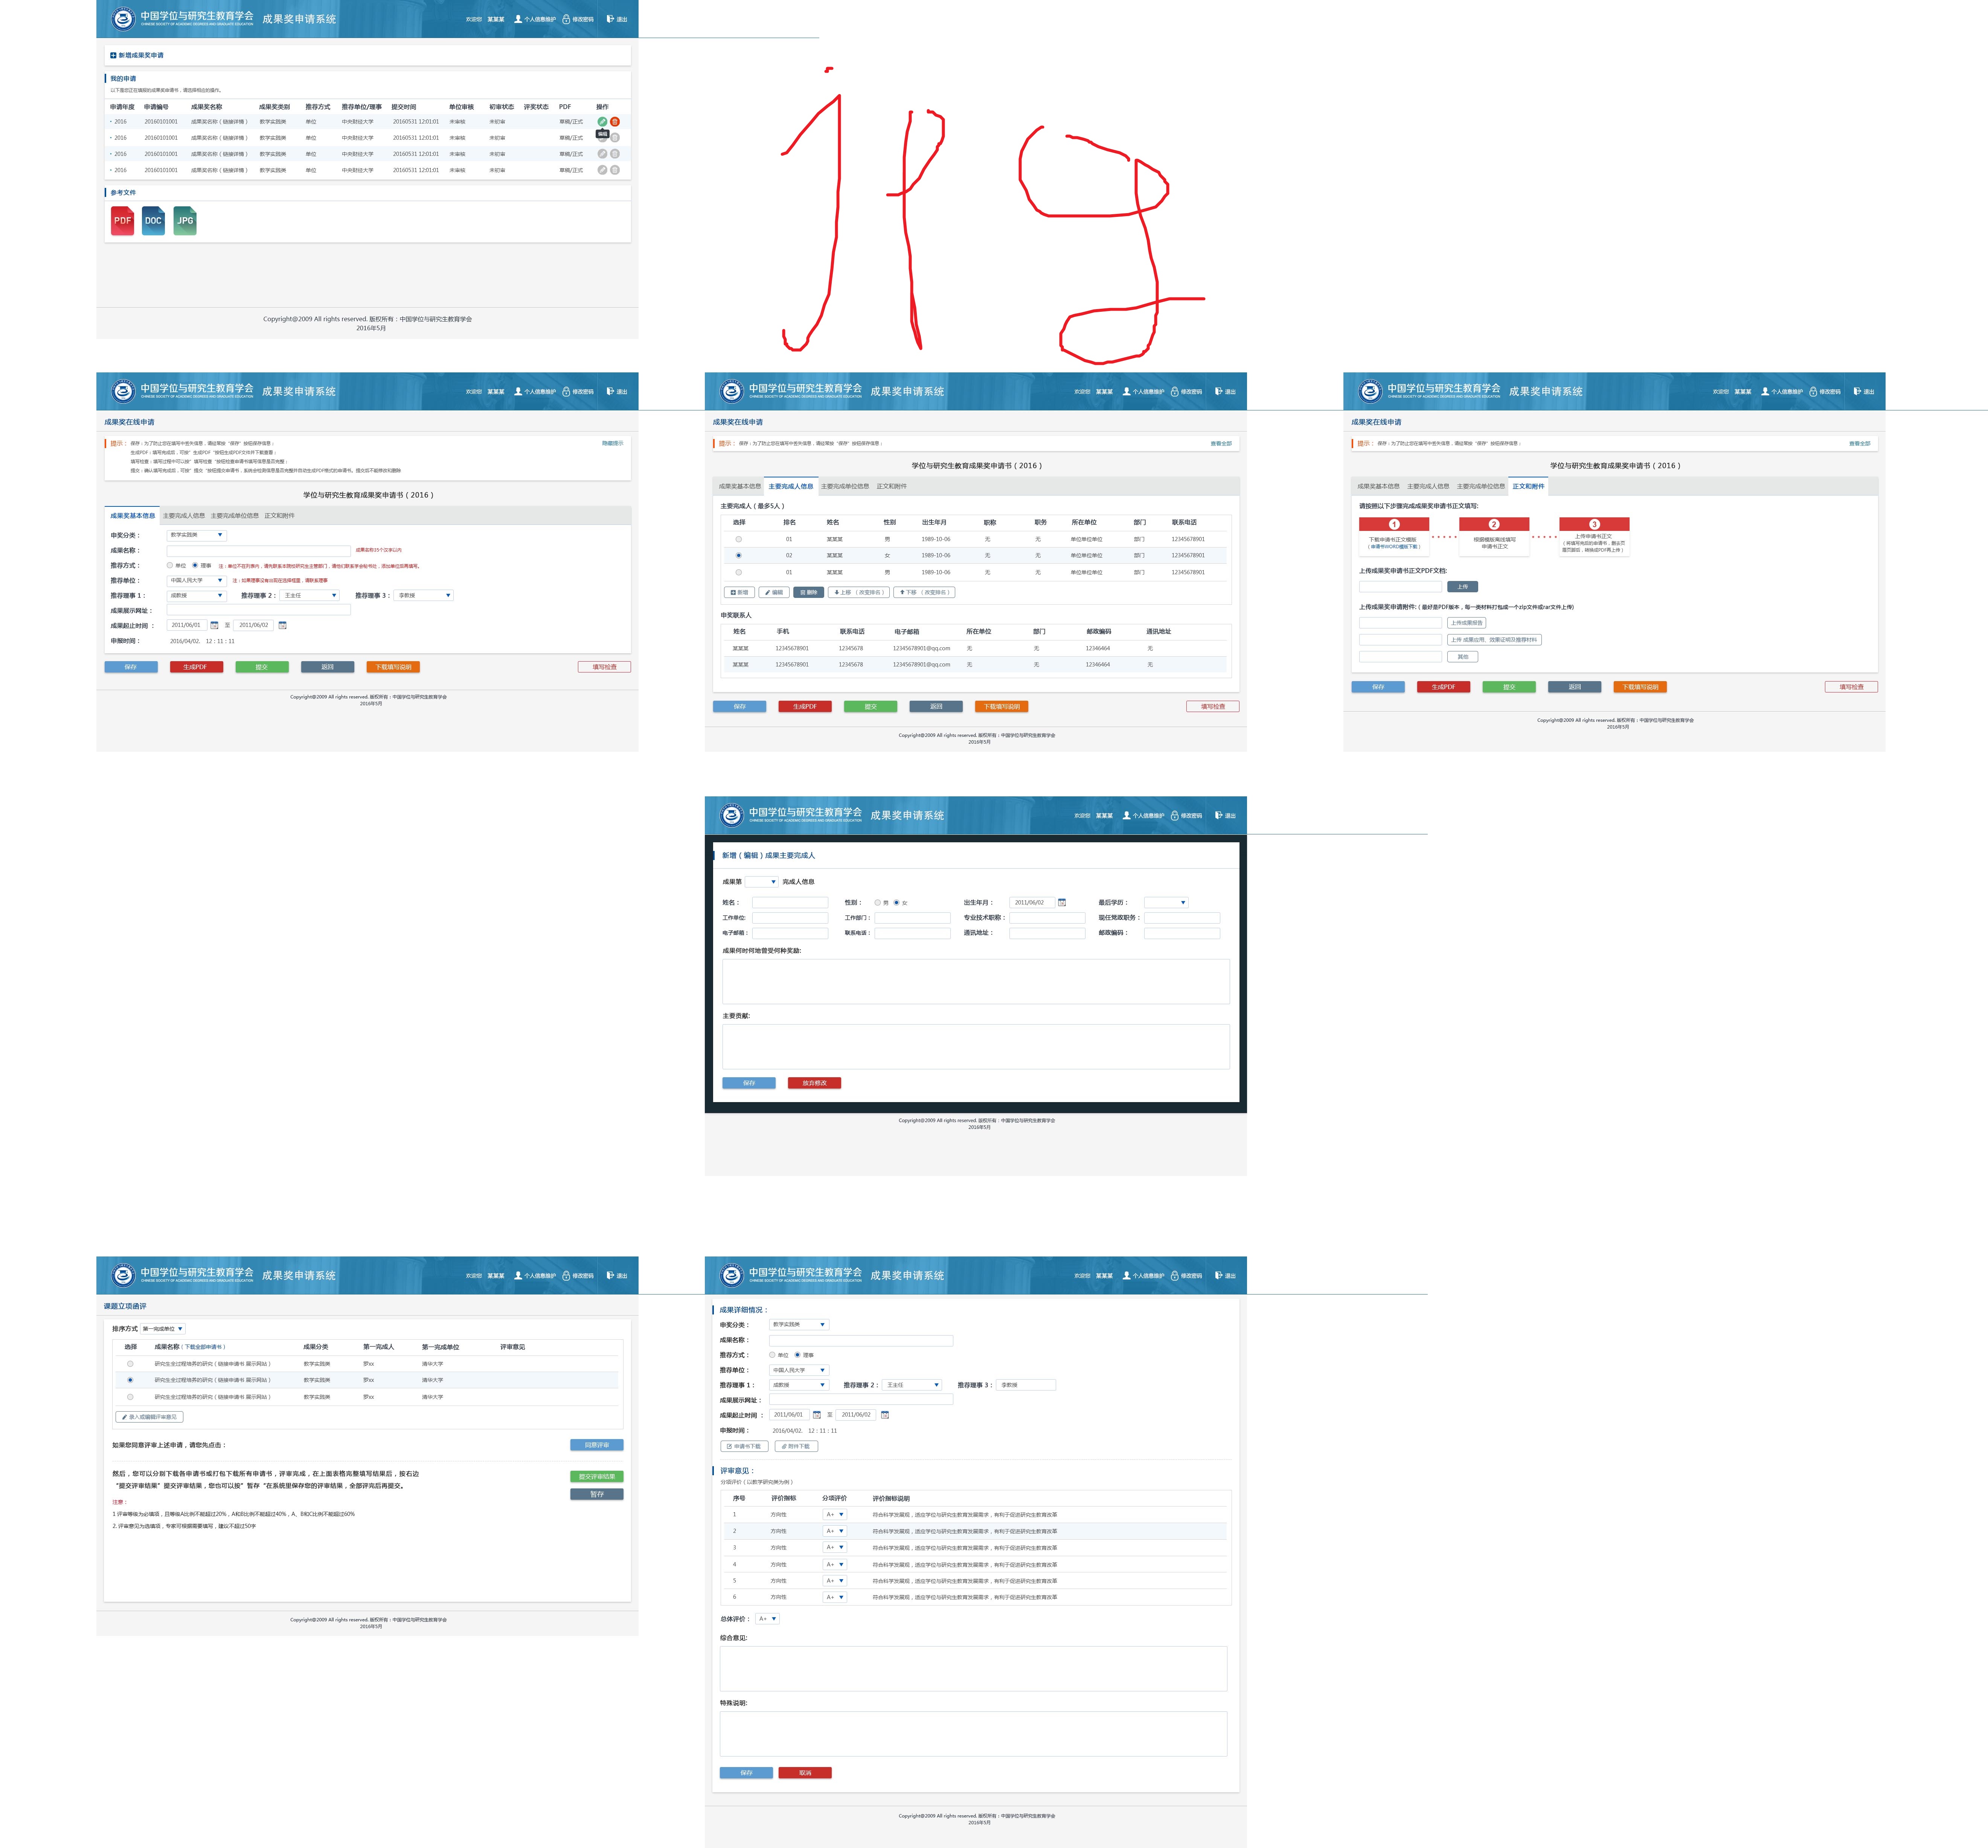 中国学位与研究生教育学会 成果奖申请系统 欢迎您 某某某 个人信息维护 修改密码 退出
CHINESE SOCIETY OF ACADEMIC DEGREES AND GRADUATE EDUCATION
新增成果奖申请
我的申请
以下是您正在填报的成果奖申请书,请选择相应的操作。
申请年度 申请编号 成果奖名称 成果奖类别 推荐方式 推荐单位/理事 提交时间 单位审核 初审状态 评奖状态 PDF 操作
· 2016 20160101001 成果奖名称(链接详情) 教学实践类 单位 中央财经大学 20160531 12:01:01 未审核 未初审 草稿/正式
编辑
· 2016 20160101001 成果奖名称(链接详情) 教学实践类 单位 中央财经大学 20160531 12:01:01 未审核 未初审 草稿/正式
· 2016 20160101001 成果奖名称(链接详情) 教学实践类 单位 中央财经大学 20160531 12:01:01 未审核 未初审 草稿/正式
· 2016 20160101001 成果奖名称(链接详情) 教学实践类 单位 中央财经大学 20160531 12:01:01 未审核 未初审 草稿/正式
参考文件
PDF DOC JPG
Copyright@2009 All rights reserved. 版权所有:中国学位与研究生教育学会
2016年5月
jpg
中国学位与研究生教育学会 成果奖申请系统 欢迎您 某某某 个人信息维护 修改密码 退出
CHINESE SOCIETY OF ACADEMIC DEGREES AND GRADUATE EDUCATION
成果奖在线申请
提示: 保存:为了防止您在填写中丢失信息,请经常按“保存”按钮保存信息; 隐藏提示
生成PDF:填写完成后,可按“生成PDF”按钮生成PDF文件并下载查看;
填写检查:填写过程中可以按“填写检查”按钮检查申请书填写信息是否完整;
提交:确认填写完成后,可按“提交”按钮提交申请书,系统会检测信息是否完整并自动生成PDF格式的申请书。提交后不能修改和删除
学位与研究生教育成果奖申请书(2016)
成果奖基本信息 主要完成人信息 主要完成单位信息 正文和附件
申奖分类: 教学实践类
成果名称: 成果名称35个汉字以内
推荐方式: 单位 理事
推荐单位: 中国人民大学 注:如果理事没有出现在选择框里,请联系理事
推荐理事 1: 成教授 推荐理事 2: 王主任 推荐理事 3: 李教授
成果展示网址:
成果起止时间: 2011/06/01 至 2011/06/02
申报时间: 2016/04/02. 12:11:11
保存 生成PDF 提交 返回 下载填写说明 填写检查
Copyright@2009 All rights reserved. 版权所有:中国学位与研究生教育学会
2016年5月
中国学位与研究生教育学会 成果奖申请系统 欢迎您 某某某 个人信息维护 修改密码 退出
CHINESE SOCIETY OF ACADEMIC DEGREES AND GRADUATE EDUCATION
成果奖在线申请
提示: 保存:为了防止您在填写中丢失信息,请经常按“保存”按钮保存信息; 查看全部
学位与研究生教育成果奖申请书(2016)
成果奖基本信息 主要完成人信息 主要完成单位信息 正文和附件
主要完成人(最多5人)
选择 排名 姓名 性别 出生年月 职称 职务 所在单位 部门 联系电话
01 某某某 男 1989-10-06 无 无 单位单位单位 部门 12345678901
02 某某某 女 1989-10-06 无 无 单位单位单位 部门 12345678901
01 某某某 男 1989-10-06 无 无 单位单位单位 部门 12345678901
新增 编辑 删除 上移 (改变排名) 下移 (改变排名)
申奖联系人
姓名 手机 联系电话 电子邮箱 所在单位 部门 邮政编码 通讯地址
某某某 12345678901 12345678 12345678901@qq.com 无 无 12346464 无
某某某 12345678901 12345678 12345678901@qq.com 无 无 12346464 无
保存 生成PDF 提交 返回 下载填写说明 填写检查
Copyright@2009 All rights reserved. 版权所有:中国学位与研究生教育学会
2016年5月
中国学位与研究生教育学会 成果奖申请系统 欢迎您 某某某 个人信息维护 修改密码 退出
CHINESE SOCIETY OF ACADEMIC DEGREES AND GRADUATE EDUCATION
成果奖在线申请
提示: 保存:为了防止您在填写中丢失信息,请经常按“保存”按钮保存信息; 查看全部
学位与研究生教育成果奖申请书(2016)
成果奖基本信息 主要完成人信息 主要完成单位信息 正文和附件
请按照以下步骤完成成果奖申请书正文填写:
1 2 3
下载申请书正文模版 根据模版离线填写 上传申请书正文
(申请书WORD模版下载) 申请书正文 (将填写完后的申请书,删去页
眉页脚后,转换成PDF再上传)
上传成果奖申请书正文PDF文档:
上传
上传成果奖申请附件:(最好是PDF版本,每一类材料打包成一个zip文件或rar文件上传)
上传成果报告
上传 成果应用、效果证明及推荐材料
其他
保存 生成PDF 提交 返回 下载填写说明 填写检查
Copyright@2009 All rights reserved. 版权所有:中国学位与研究生教育学会
2016年5月
中国学位与研究生教育学会 成果奖申请系统 欢迎您 某某某 个人信息维护 修改密码 退出
CHINESE SOCIETY OF ACADEMIC DEGREES AND GRADUATE EDUCATION
新增(编辑)成果主要完成人
成果第 完成人信息
姓名: 性别: 男 女 出生年月: 2011/06/02 最后学历:
工作单位: 工作部门: 专业技术职称: 现任党政职务:
电子邮箱: 联系电话: 通讯地址: 邮政编码:
成果何时何地曾受何种奖励:
主要贡献:
保存 放弃修改
Copyright@2009 All rights reserved. 版权所有:中国学位与研究生教育学会
2016年5月
中国学位与研究生教育学会 成果奖申请系统 欢迎您 某某某 个人信息维护 修改密码 退出
CHINESE SOCIETY OF ACADEMIC DEGREES AND GRADUATE EDUCATION
课题立项函评
排序方式 第一完成单位
选择 成果名称(下载全部申请书) 成果分类 第一完成人 第一完成单位 评审意见
研究生全过程培养的研究(链接申请书 展示网站) 教学实践类 罗xx 清华大学
研究生全过程培养的研究(链接申请书 展示网站) 教学实践类 罗xx 清华大学
研究生全过程培养的研究(链接申请书 展示网站) 教学实践类 罗xx 清华大学
录入或编辑评审意见
如果您同意评审上述申请,请您先点击: 同意评审
然后,您可以分别下载各申请书或打包下载所有申请书,评审完成,在上面表格完整填写结果后,按右边 提交评审结果
“提交评审结果”提交评审结果,您也可以按”暂存“在系统里保存您的评审结果,全部评完后再提交。
暂存
注意:
1 评审等级为必填项,且等级A比例不能超过20%,A和B比例不能超过40%,A、B和C比例不能超过60%
2. 评审意见为选填项,专家可根据需要填写,建议不超过50字
Copyright@2009 All rights reserved. 版权所有:中国学位与研究生教育学会
2016年5月
中国学位与研究生教育学会 成果奖申请系统 欢迎您 某某某 个人信息维护 修改密码 退出
CHINESE SOCIETY OF ACADEMIC DEGREES AND GRADUATE EDUCATION
成果详细情况:
申奖分类: 教学实践类
成果名称:
推荐方式: 单位 理事
推荐单位: 中国人民大学
推荐理事 1: 成教授 推荐理事 2: 王主任 推荐理事 3: 李教授
成果展示网址:
成果起止时间: 2011/06/01 至 2011/06/02
申报时间: 2016/04/02. 12:11:11
申请书下载 附件下载
评审意见:
分项评价(以教学研究类为例)
序号 评价指标 分项评价 评价指标说明
1 方向性 A+ 符合科学发展观,适应学位与研究生教育发展需求,有利于促进研究生教育改革
2 方向性 A+ 符合科学发展观,适应学位与研究生教育发展需求,有利于促进研究生教育改革
3 方向性 A+ 符合科学发展观,适应学位与研究生教育发展需求,有利于促进研究生教育改革
4 方向性 A+ 符合科学发展观,适应学位与研究生教育发展需求,有利于促进研究生教育改革
5 方向性 A+ 符合科学发展观,适应学位与研究生教育发展需求,有利于促进研究生教育改革
6 方向性 A+ 符合科学发展观,适应学位与研究生教育发展需求,有利于促进研究生教育改革
总体评价: A+
综合意见:
特殊说明:
保存 取消
Copyright@2009 All rights reserved. 版权所有:中国学位与研究生教育学会
2016年5月